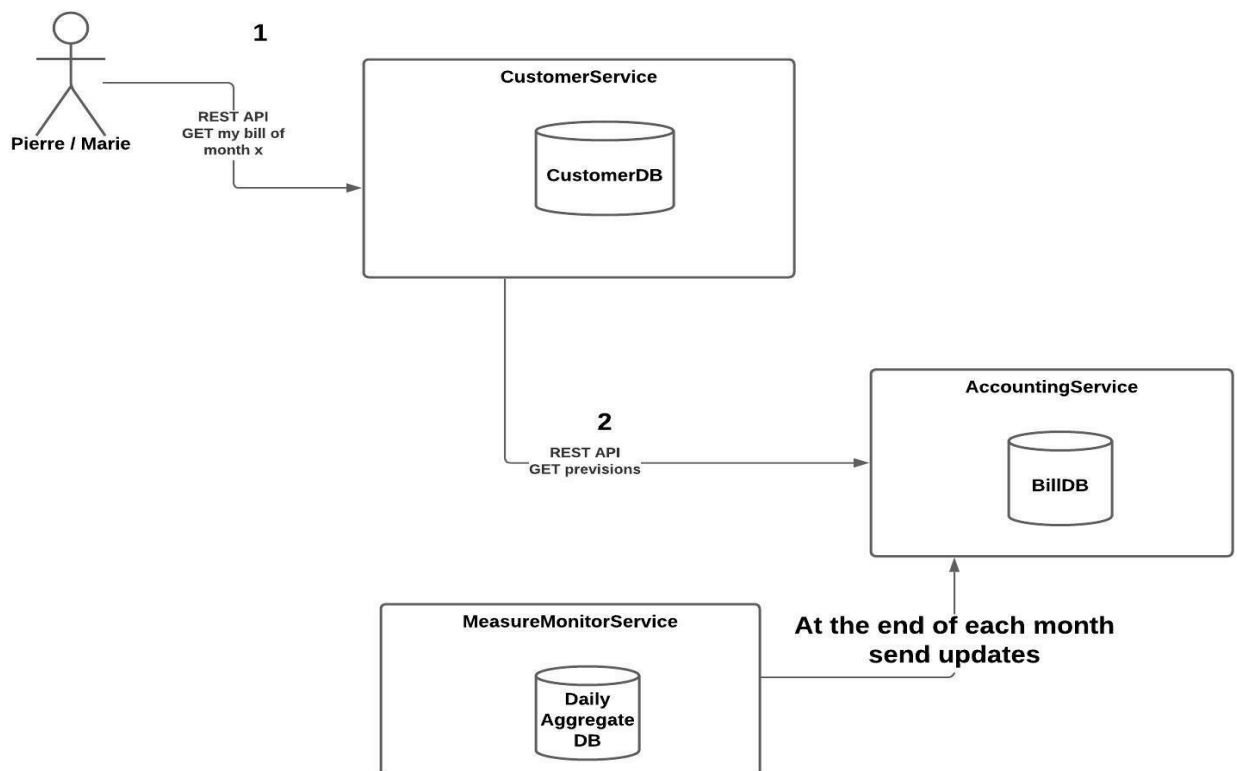 1
Pierre / Marie
REST API
GET my bill of
month x
CustomerService
CustomerDB
2
REST API
GET previsions
AccountingService
BillDB
MeasureMonitorService
Daily
Aggregate
DB
At the end of each month
send updates